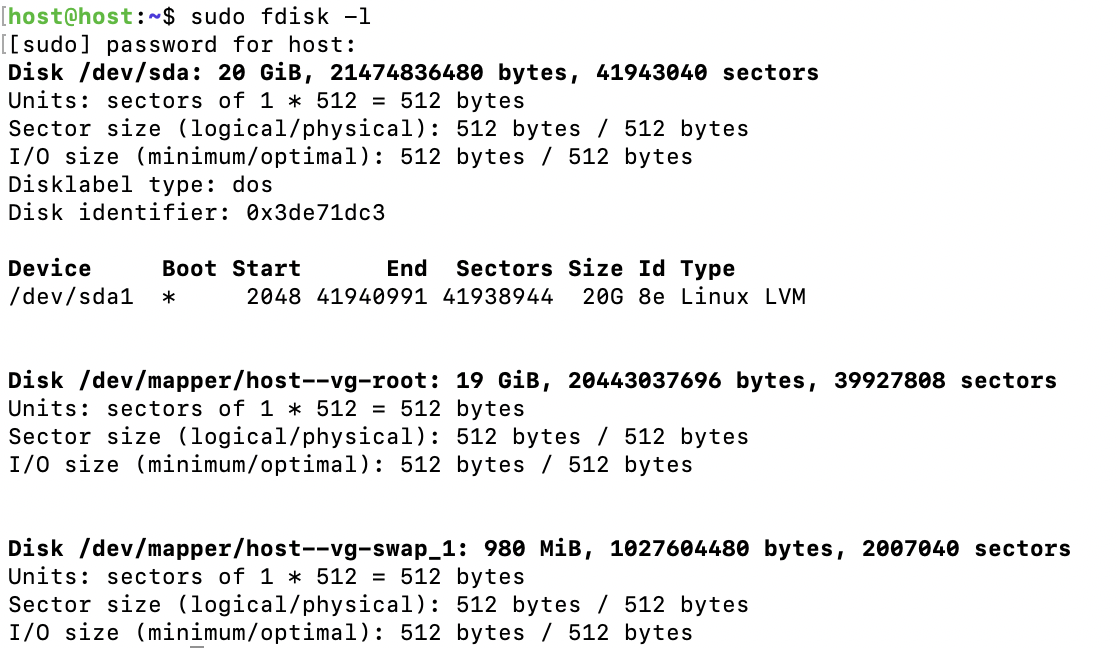 [host@host:~$ sudo fdisk -l
[[sudo] password for host:
Disk /dev/sda: 20 GiB, 21474836480 bytes, 41943040 sectors
Units: sectors of 1 * 512 = 512 bytes
Sector size (logical/physical): 512 bytes / 512 bytes
I/O size (minimum/optimal): 512 bytes / 512 bytes
Disklabel type: dos
Disk identifier: 0x3de71dc3
Device     Boot Start      End  Sectors Size Id Type
/dev/sda1  *     2048 41940991 41938944  20G 8e Linux LVM
Disk /dev/mapper/host--vg-root: 19 GiB, 20443037696 bytes, 39927808 sectors
Units: sectors of 1 * 512 = 512 bytes
Sector size (logical/physical): 512 bytes / 512 bytes
I/O size (minimum/optimal): 512 bytes / 512 bytes
Disk /dev/mapper/host--vg-swap_1: 980 MiB, 1027604480 bytes, 2007040 sectors
Units: sectors of 1 * 512 = 512 bytes
Sector size (logical/physical): 512 bytes / 512 bytes
I/O size (minimum/optimal): 512 bytes / 512 bytes